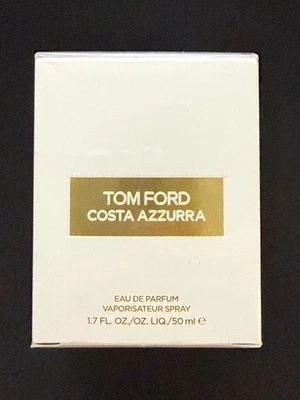 TOM FORD
COSTA AZZURRA
EAU DE PARFUM
VAPORISATEUR SPRAY
1.7 FL. OZ./OZ. LIQ./50 ml ℮